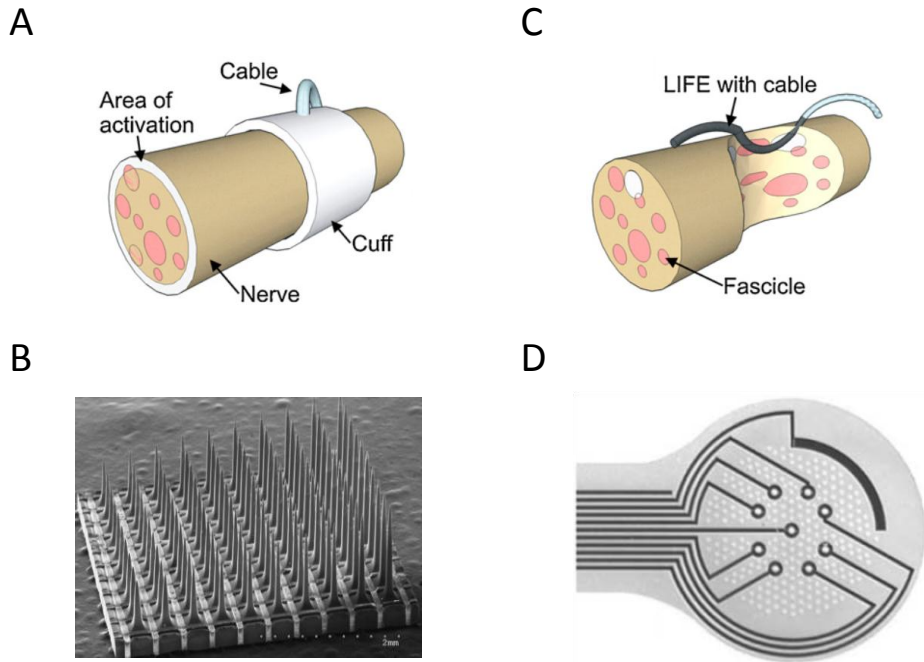 A
Cable
Area of
activation
Cuff
Nerve
C
LIFE with cable
Fascicle
B
2mm
D